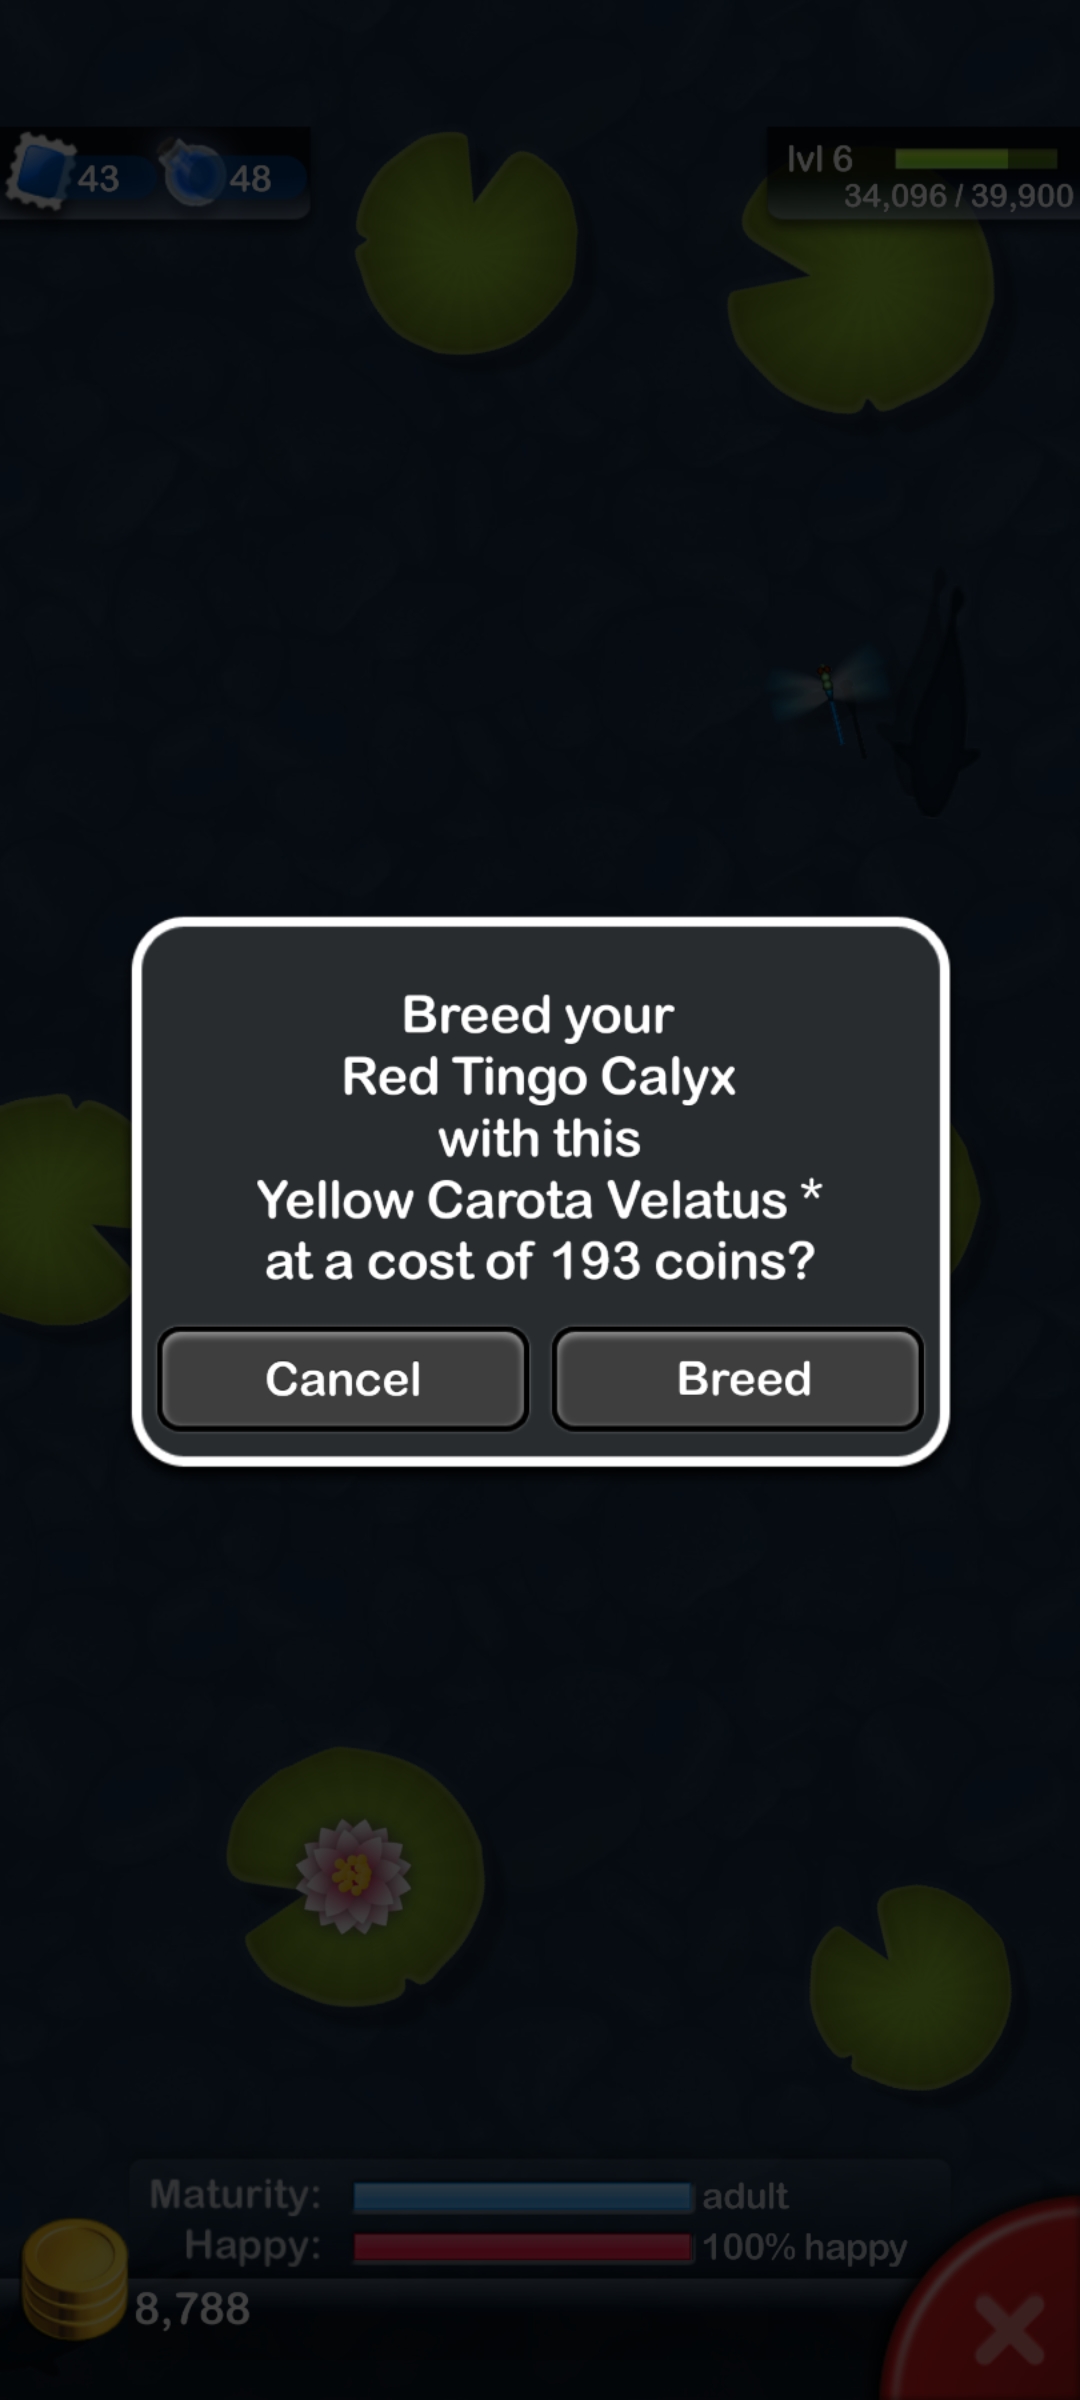 43
48
lvl 6
34,096 / 39,900
Breed your
Red Tingo Calyx
with this
Yellow Carota Velatus *
at a cost of 193 coins?
Cancel
Breed
Maturity:
adult
Happy:
100% happy
8,788